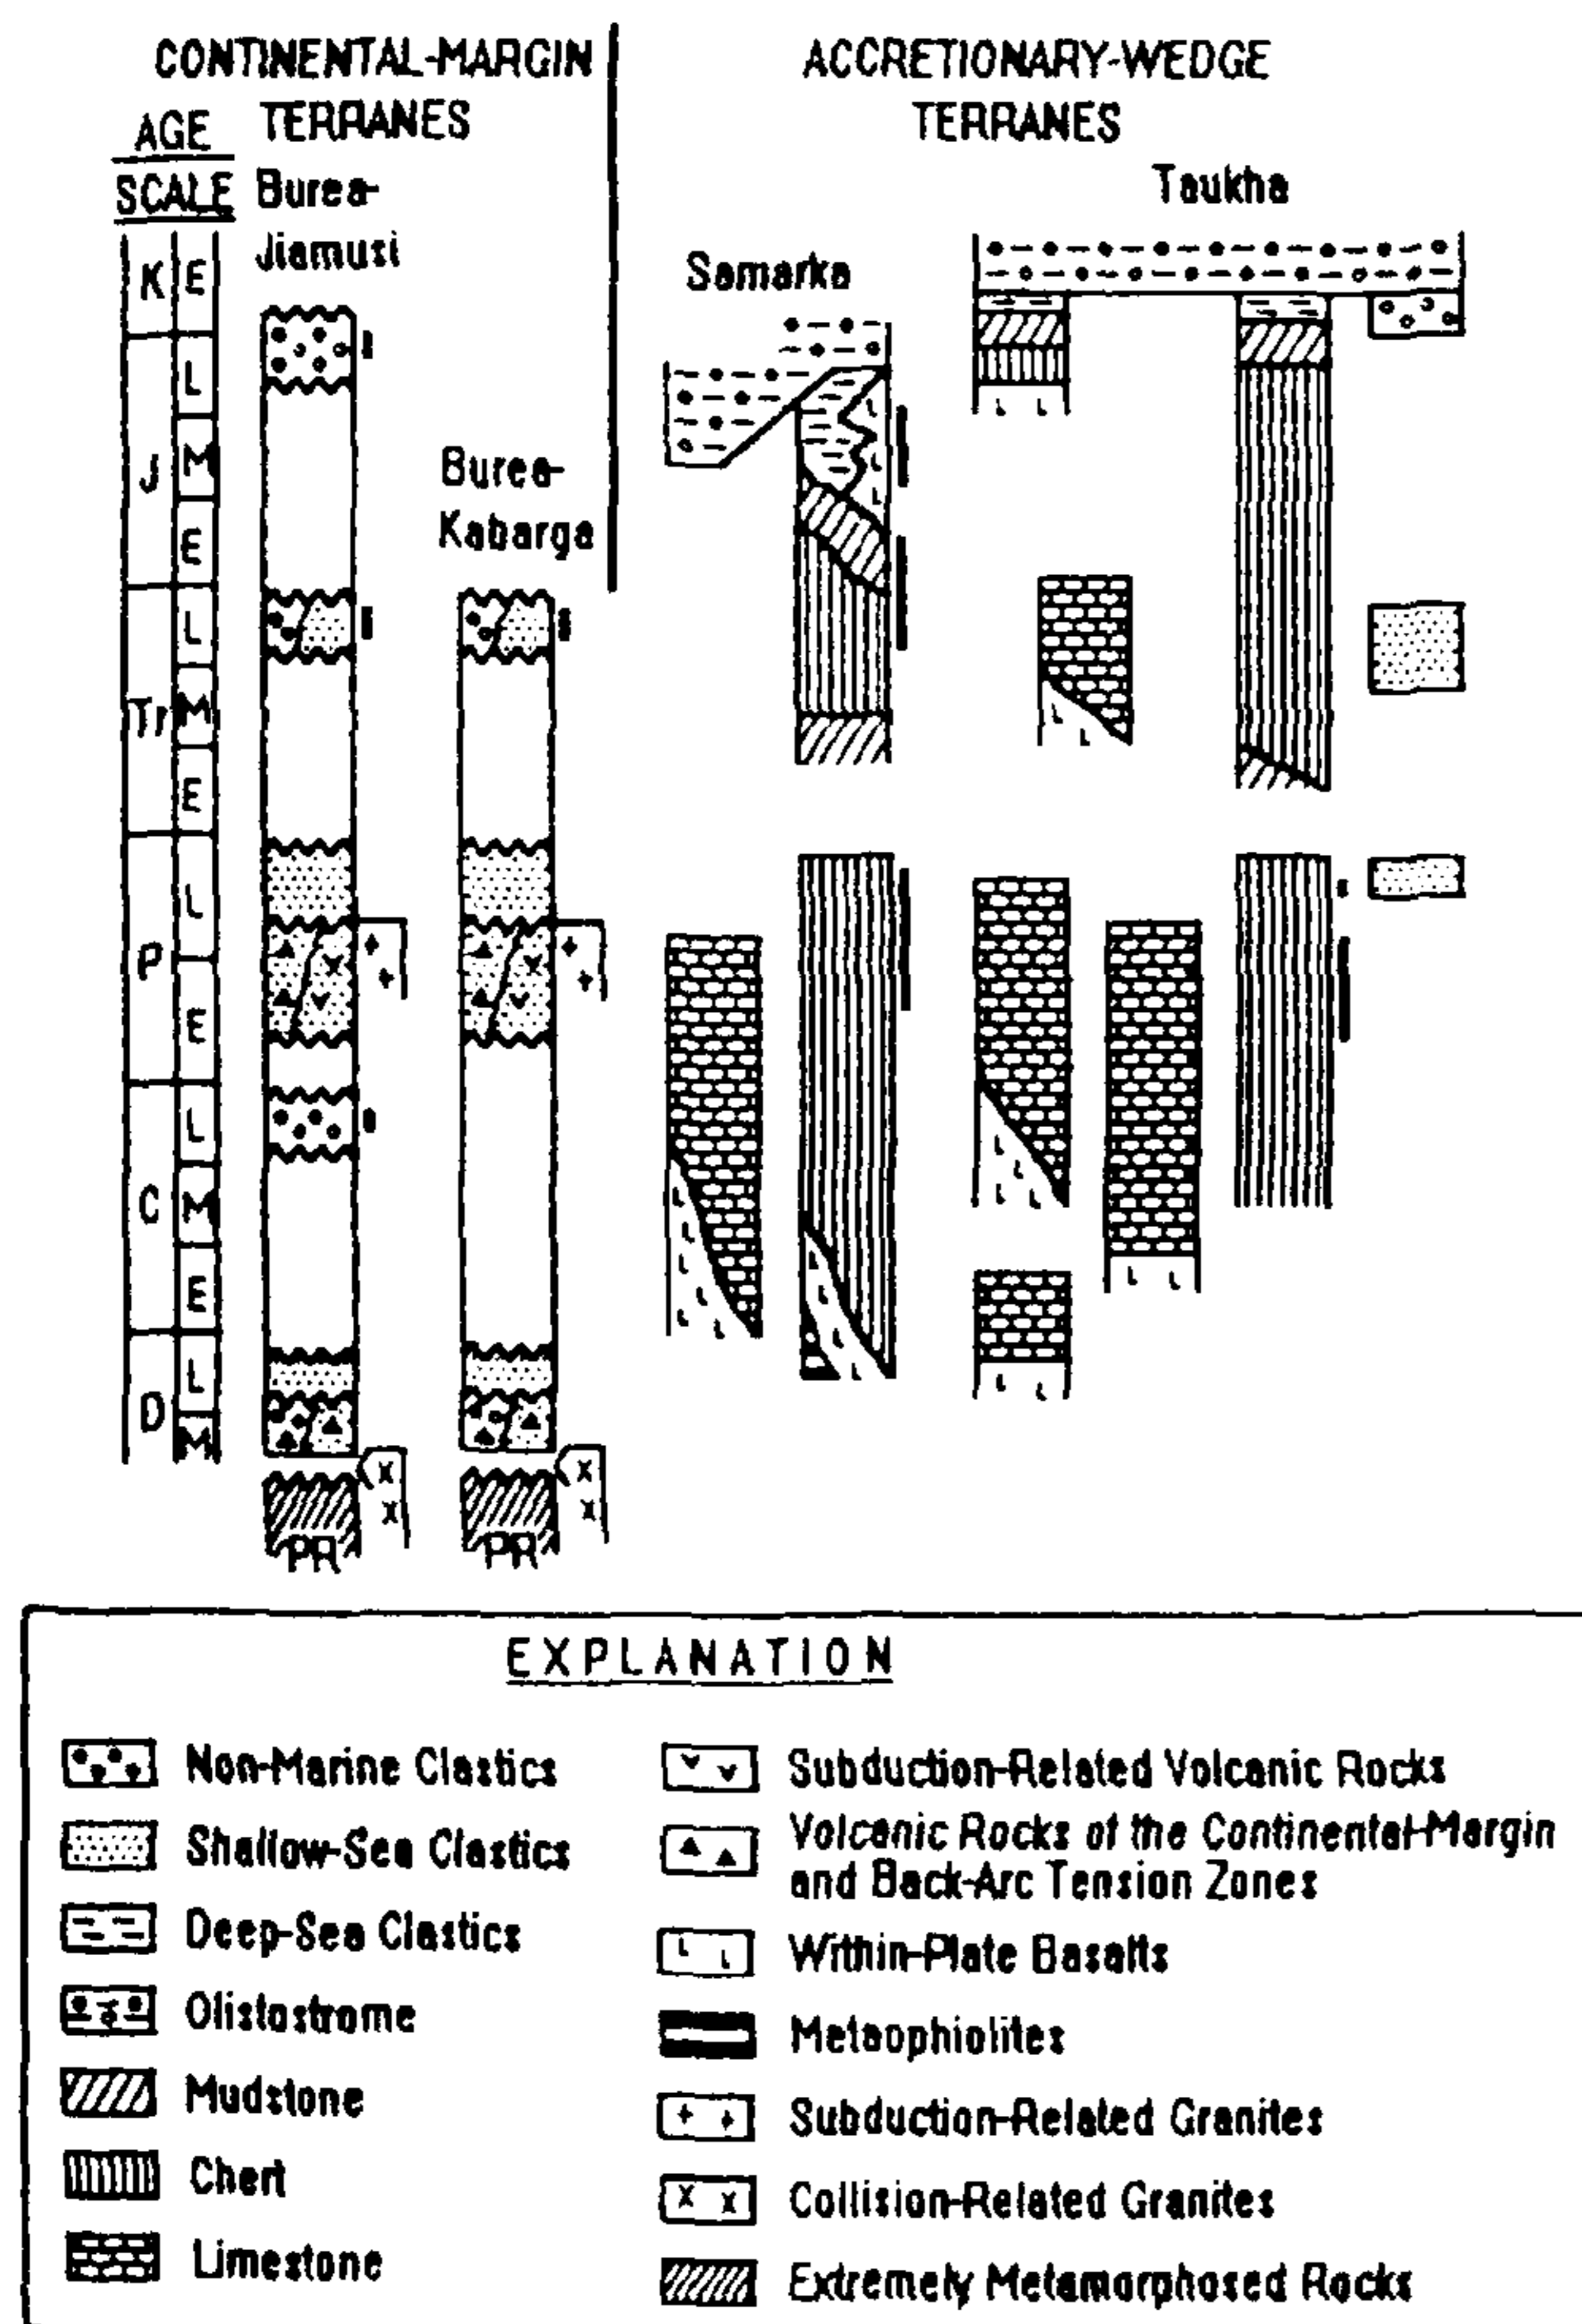 CONTINENTAL-MARGIN
TERRANES
ACCRETIONARY-WEDGE
TERRANES
AGE
SCALE
Burea-
Jiamusi
Burea-
Kabarga
Samarka
Taukha
K E
J L
M
E
Tr L
M
E
P L
E
C L
M
E
D L
M
PR
PR
EXPLANATION
Non-Marine Clastics
Shallow-Sea Clastics
Deep-Sea Clastics
Olistostrome
Mudstone
Chert
Limestone
Subduction-Related Volcanic Rocks
Volcanic Rocks of the Continental-Margin
and Back-Arc Tension Zones
Within-Plate Basalts
Metaophiolites
Subduction-Related Granites
Collision-Related Granites
Extremely Metamorphosed Rocks